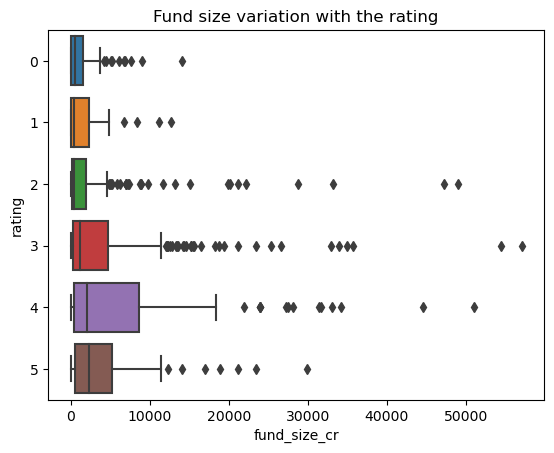 Fund size variation with the rating
rating
0
1
2
3
4
5
0 10000 20000 30000 40000 50000
fund_size_cr